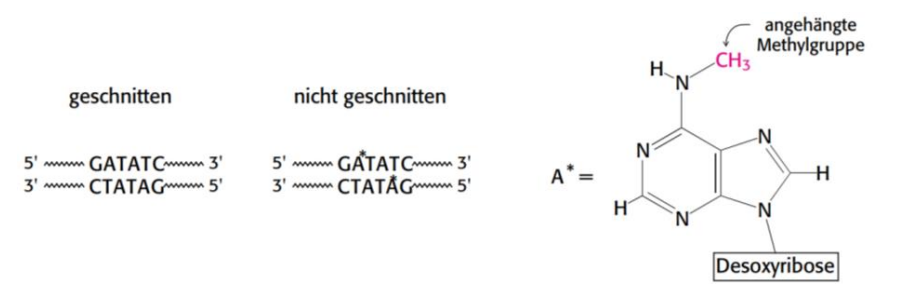 angehängte
Methylgruppe
geschnitten
nicht geschnitten
5' GATATC 3'
3' CTATAG 5'
5' GA*TATC 3'
3' CTATA*G 5'
A* =
CH3
H
N
N
N
H
N
N
H
Desoxyribose